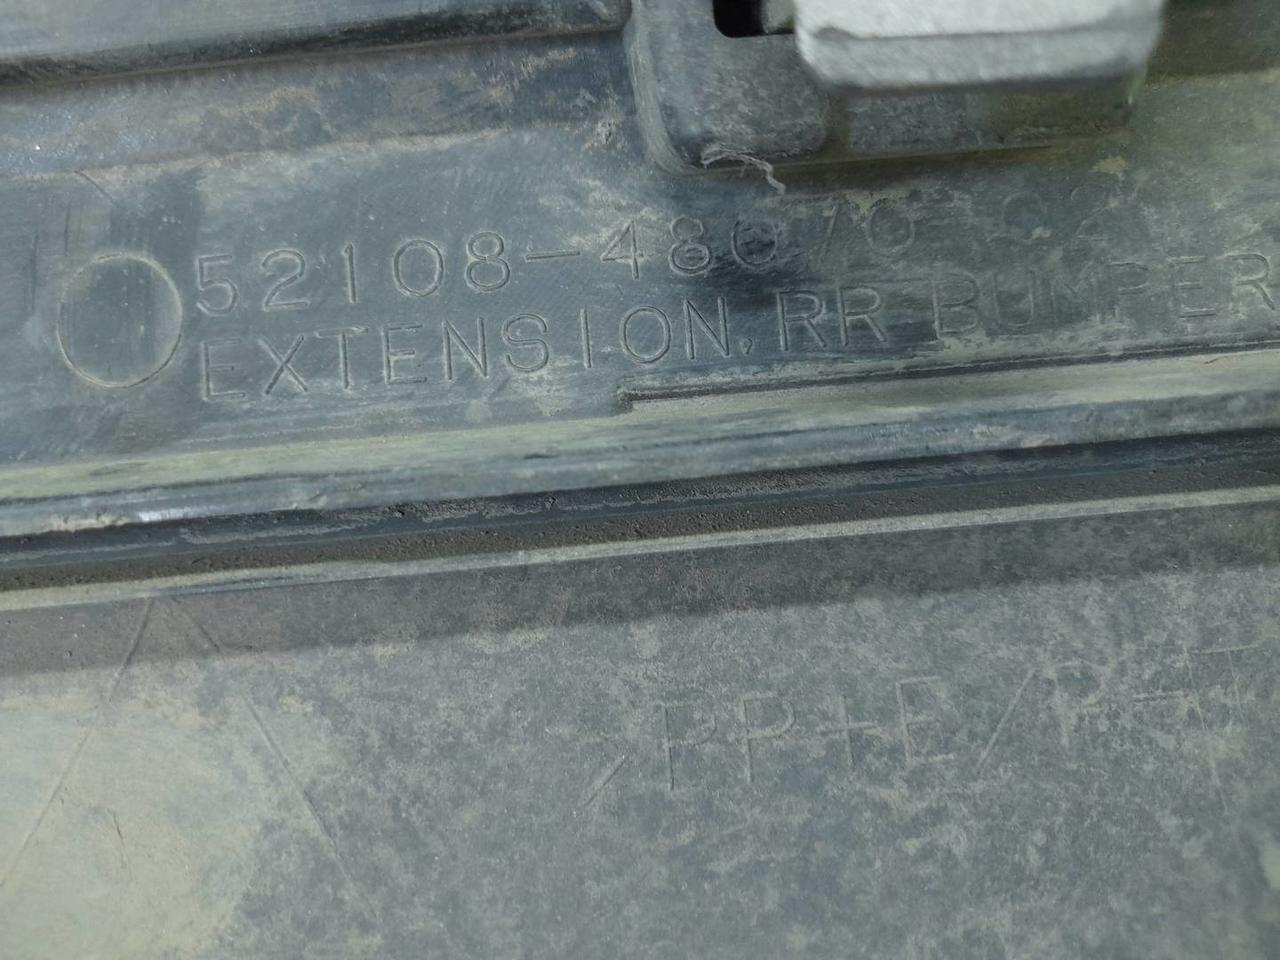 52108-48070
EXTENSION, RR BUMPER
>PP+E/P-T